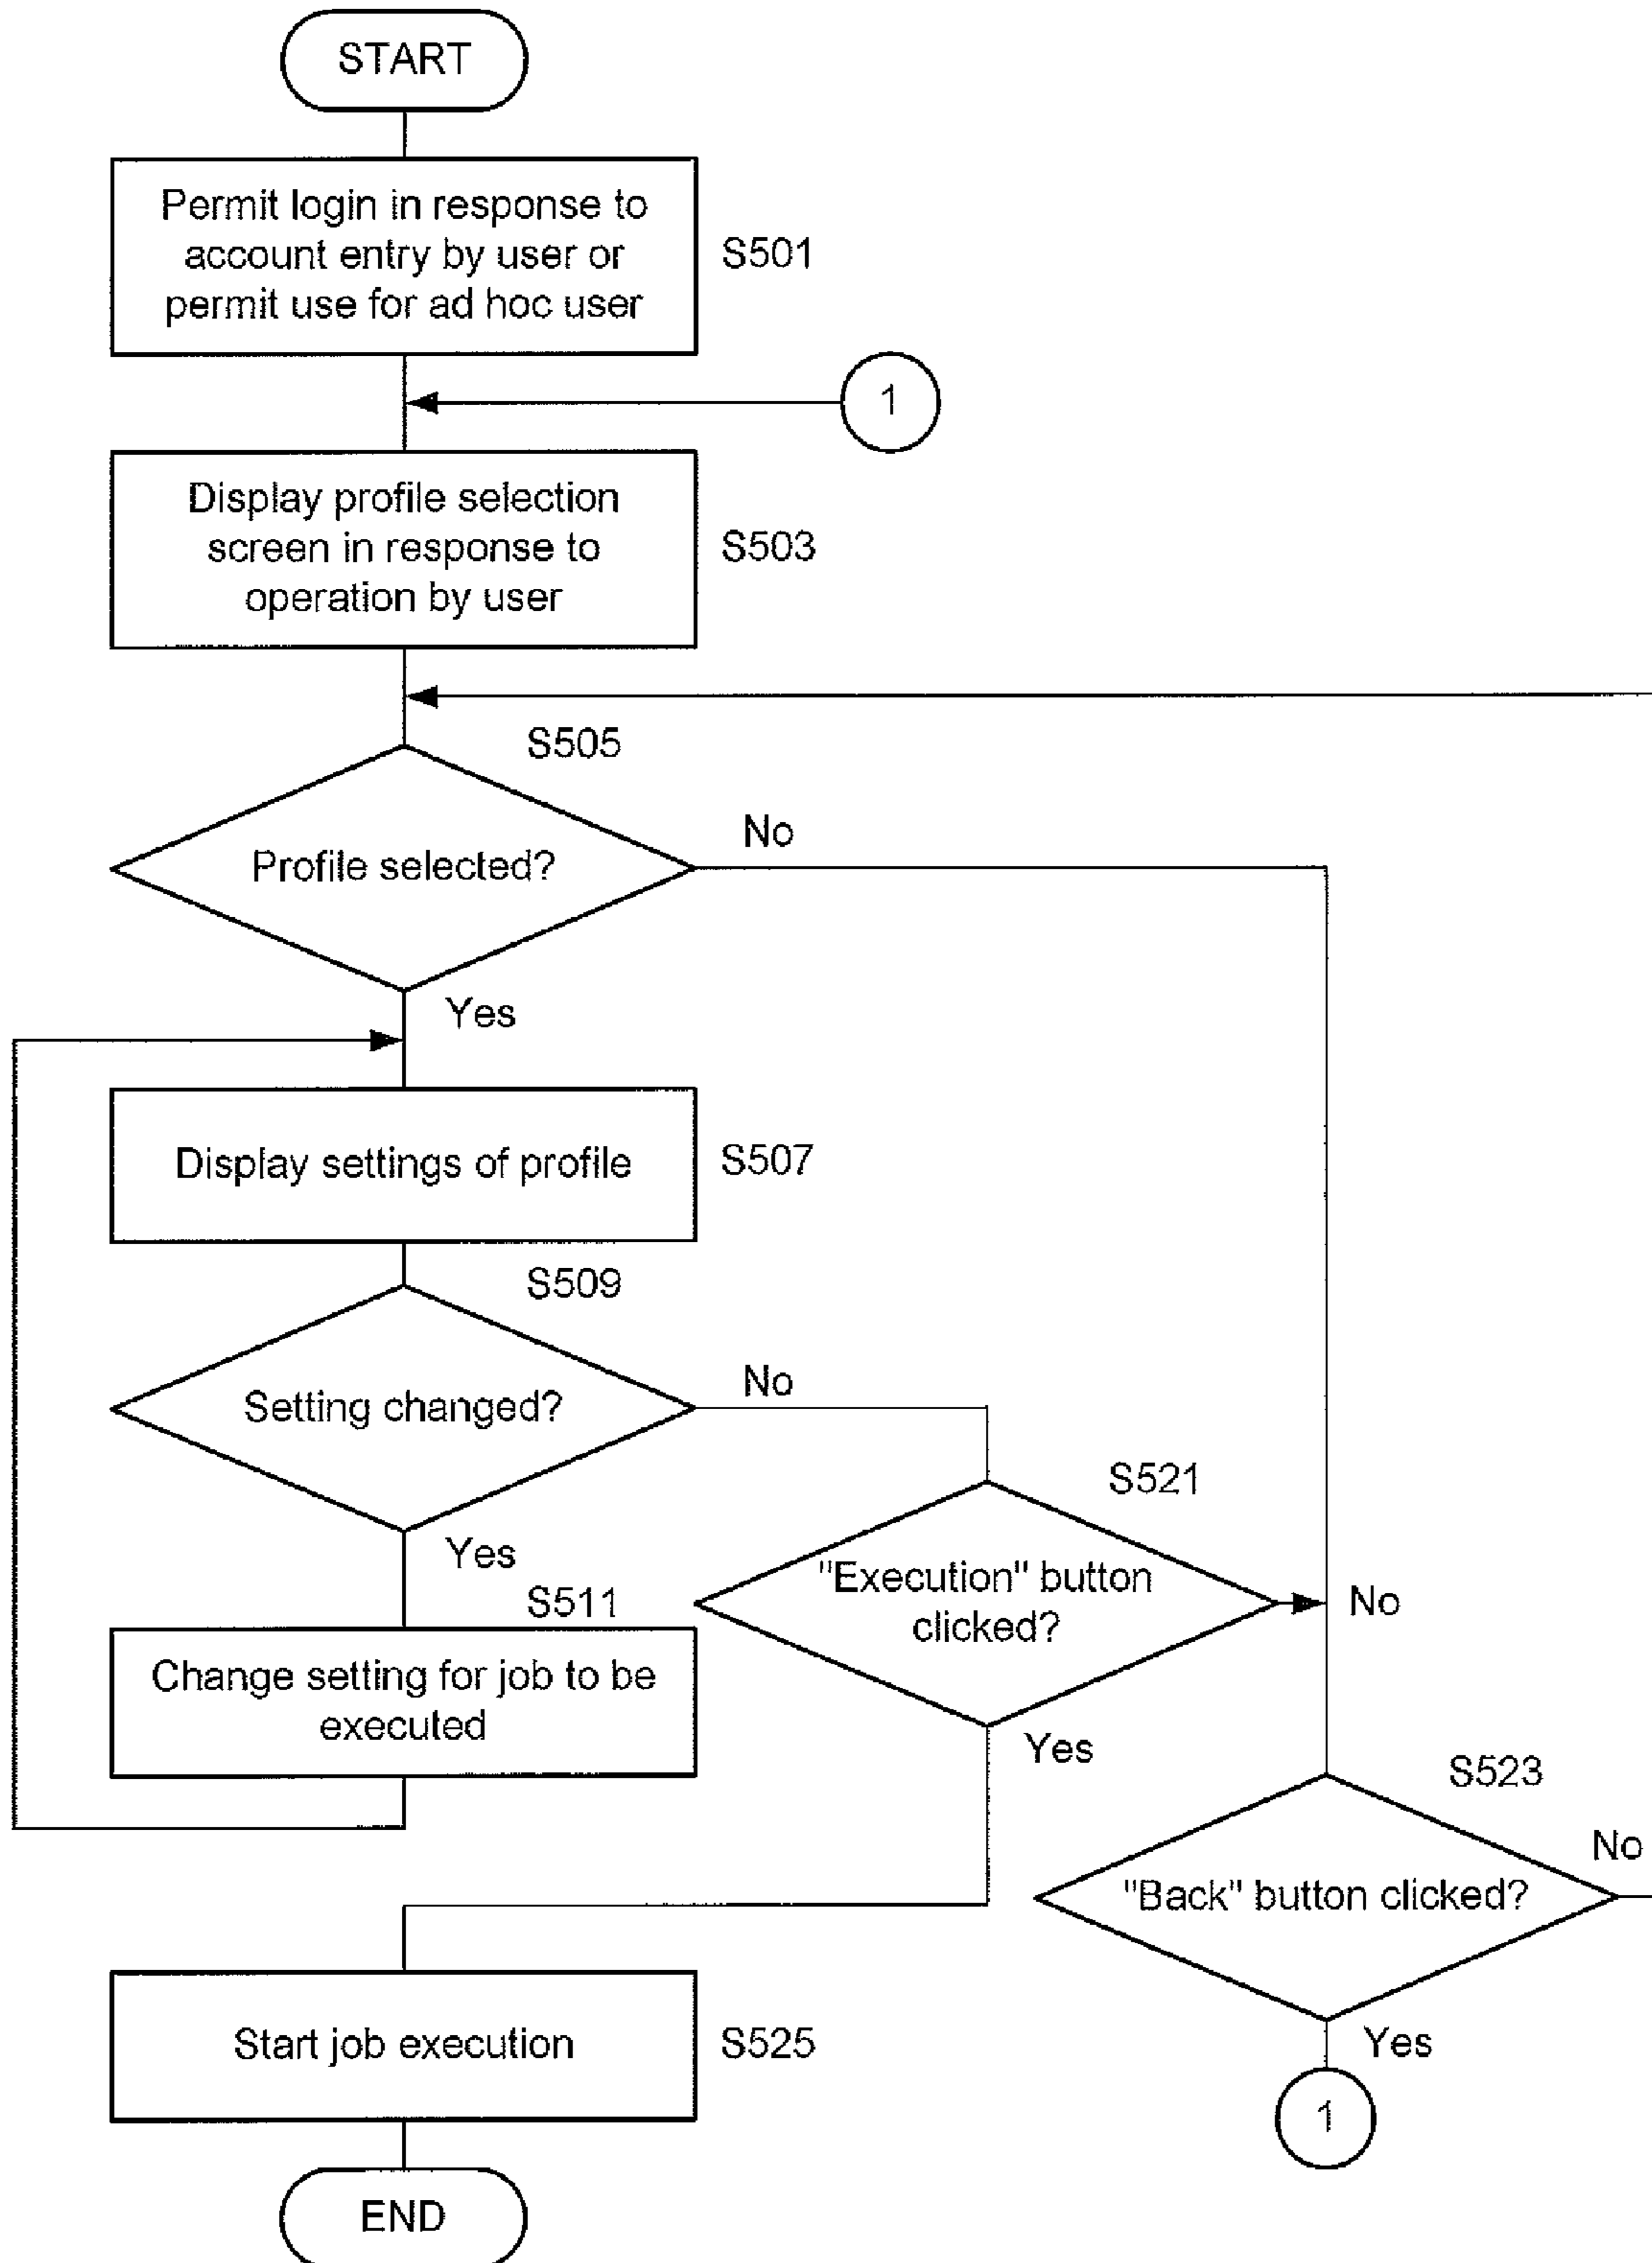 START
Permit login in response to
account entry by user or
permit use for ad hoc user
S501
1
Display profile selection
screen in response to
operation by user
S503
S505
Profile selected?
No
Yes
Display settings of profile
S507
S509
Setting changed?
No
Yes
S511
Change setting for job to be
executed
S521
"Execution" button
clicked?
No
Yes
S523
"Back" button clicked?
No
Yes
1
Start job execution
S525
END